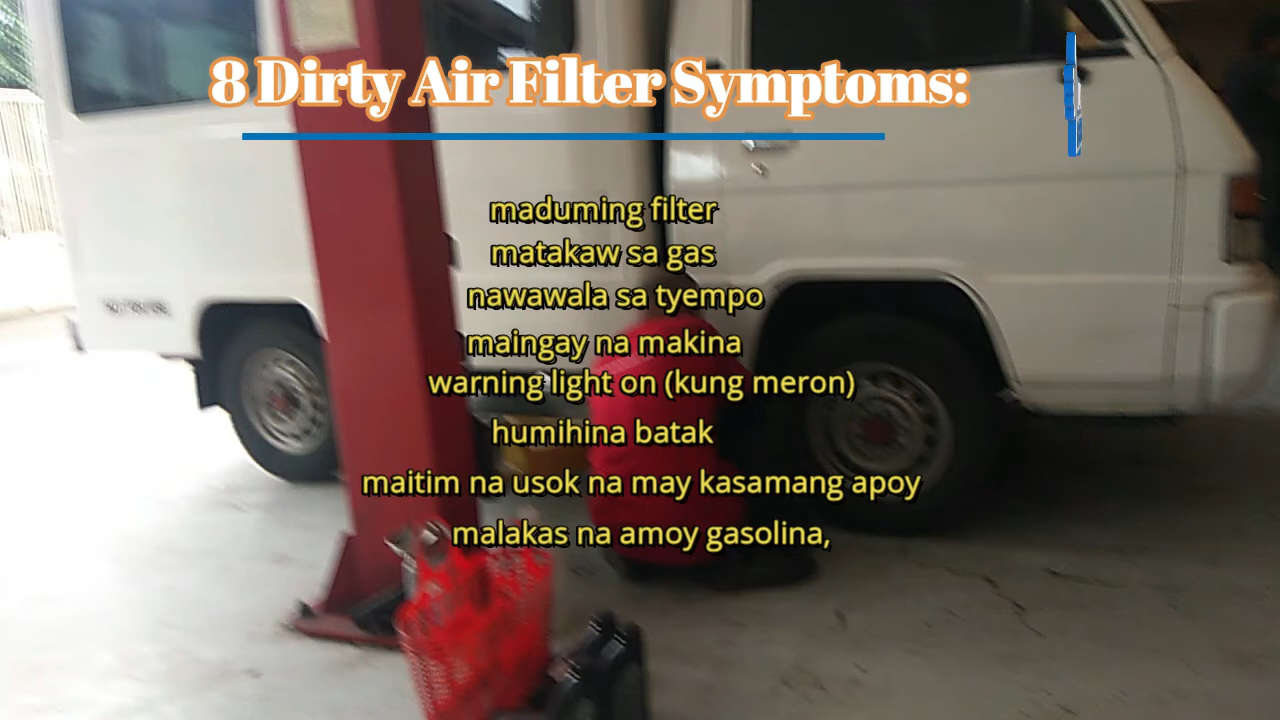 8 Dirty Air Filter Symptoms:
maduming filter
matakaw sa gas
nawawala sa tyempo
maingay na makina
warning light on (kung meron)
humihina batak
maitim na usok na may kasamang apoy
malakas na amoy gasolina,